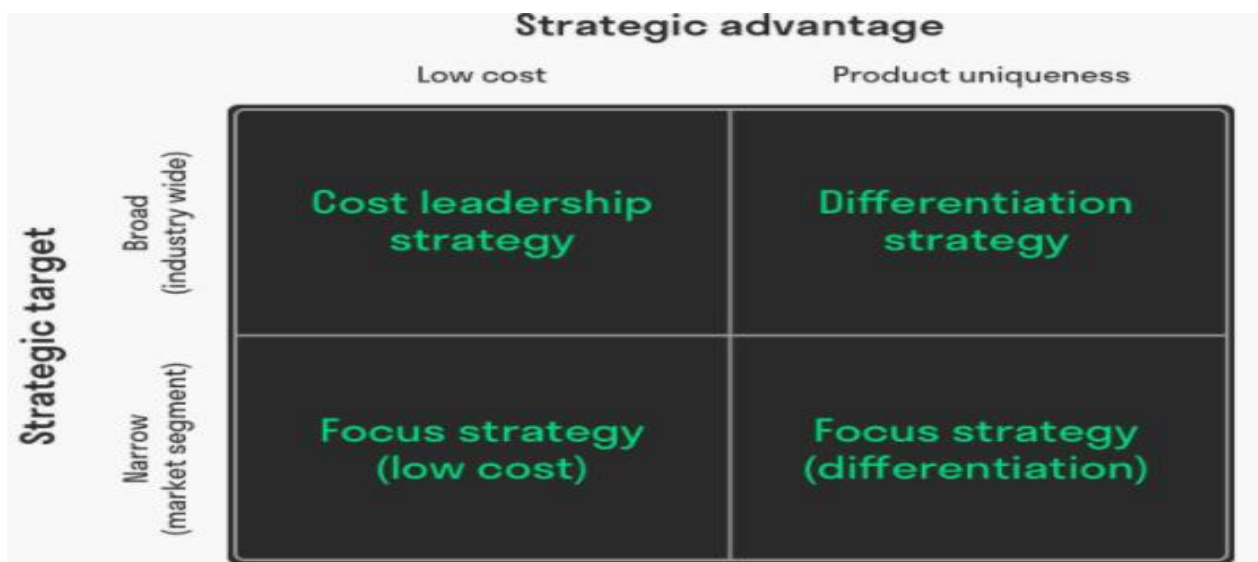 Strategic advantage
Low cost
Product uniqueness
Strategic target
Broad
(industry wide)
Cost leadership
strategy
Differentiation
strategy
Narrow
(market segment)
Focus strategy
(low cost)
Focus strategy
(differentiation)